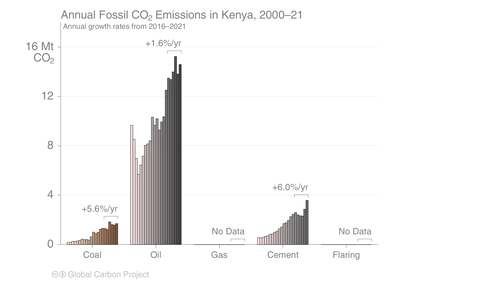 Annual Fossil CO₂ Emissions in Kenya, 2000–21
Annual growth rates from 2016–2021
16 Mt
CO₂
12
8
4
0
+5.6%/yr
+1.6%/yr
No Data
+6.0%/yr
No Data
Coal
Oil
Gas
Cement
Flaring
Global Carbon Project